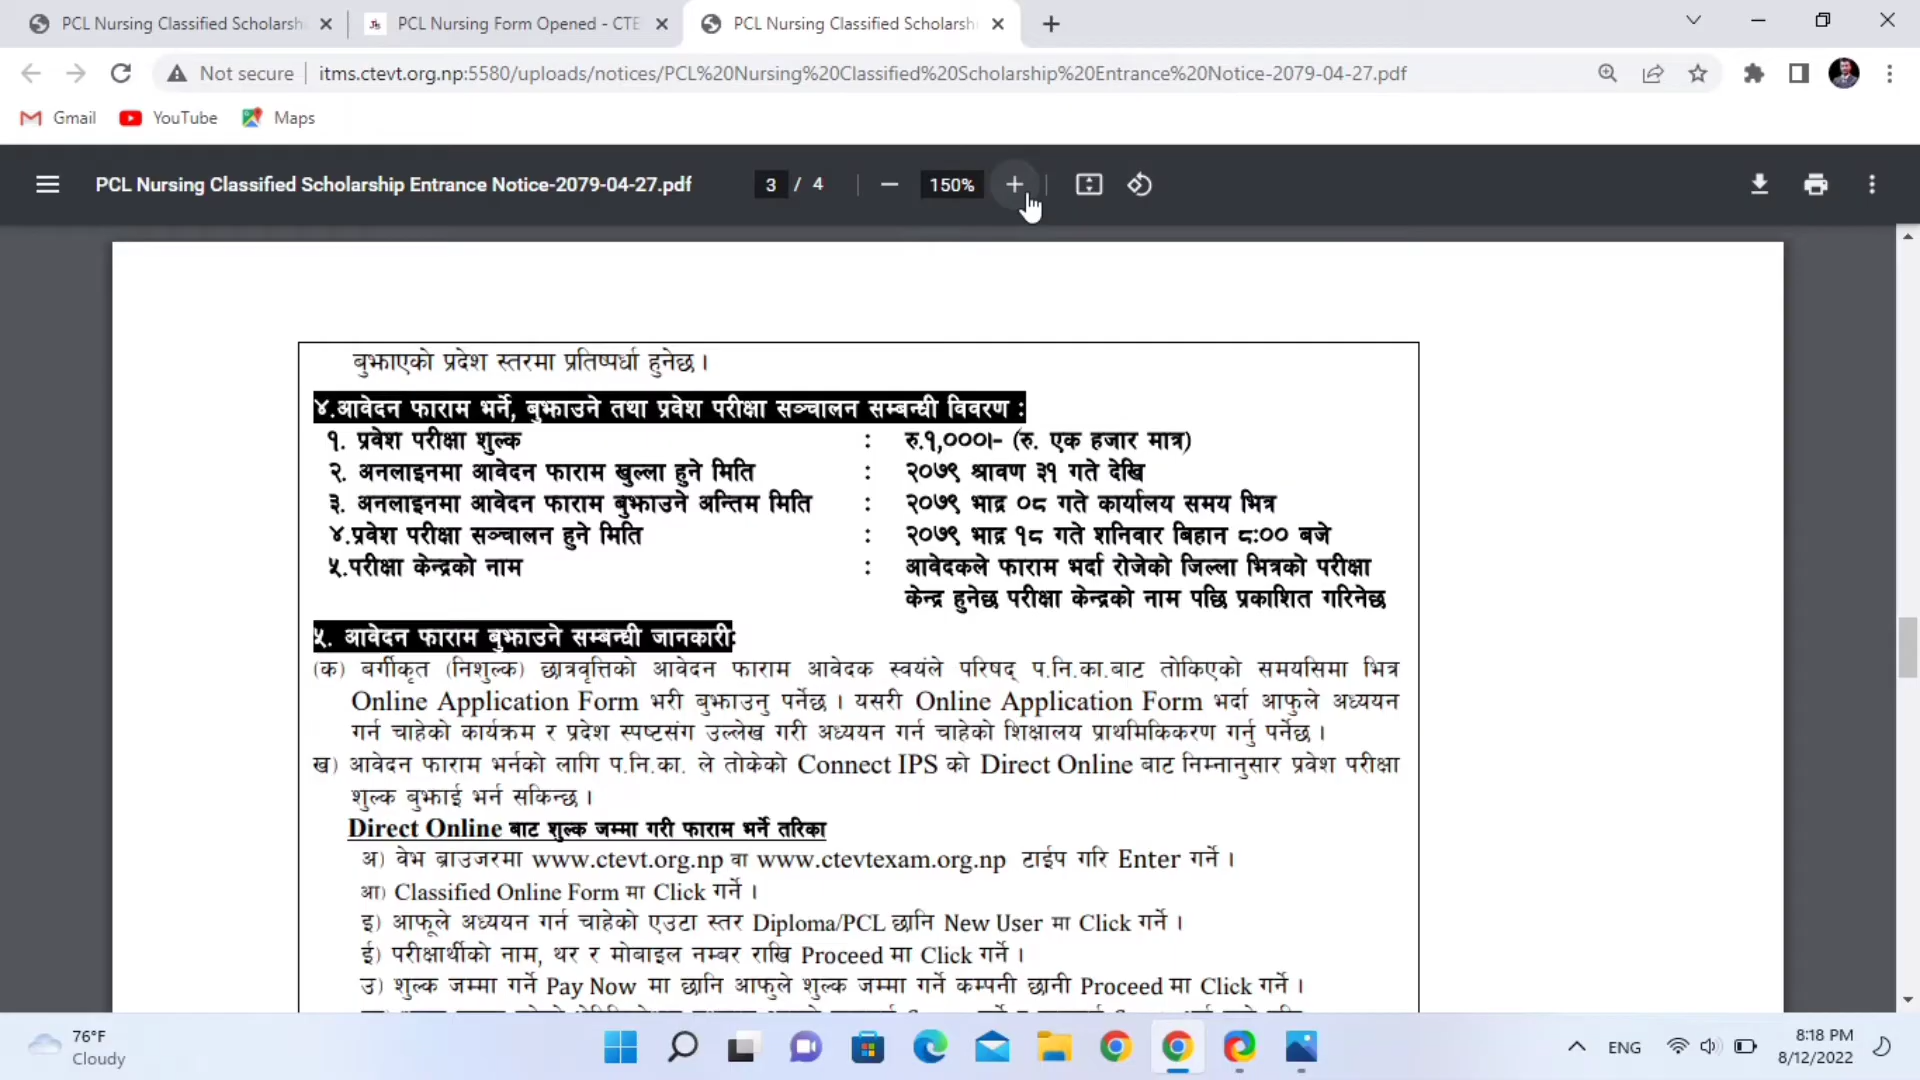 PCL Nursing Classified Scholarsh
PCL Nursing Form Opened - CTE
PCL Nursing Classified Scholarsh
Not secure
itms.ctevt.org.np:5580/uploads/notices/PCL%20Nursing%20Classified%20Scholarship%20Entrance%20Notice-2079-04-27.pdf
Gmail YouTube Maps
PCL Nursing Classified Scholarship Entrance Notice-2079-04-27.pdf 3 / 4 150%
बुझाएको प्रदेश स्तरमा प्रतिष्पर्धा हुनेछ ।
४.आवेदन फाराम भर्ने, बुझाउने तथा प्रवेश परीक्षा सञ्चालन सम्बन्धी विवरण :
१. प्रवेश परीक्षा शुल्क : रु.१,०००।– (रु. एक हजार मात्र)
२. अनलाइनमा आवेदन फाराम खुल्ला हुने मिति : २०७९ श्रावण ३१ गते देखि
३. अनलाइनमा आवेदन फाराम बुझाउने अन्तिम मिति : २०७९ भाद्र ०८ गते कार्यालय समय भित्र
४.प्रवेश परीक्षा सञ्चालन हुने मिति : २०७९ भाद्र १८ गते शनिवार बिहान ८:०० बजे
५.परीक्षा केन्द्रको नाम : आवेदकले फाराम भर्दा रोजेको जिल्ला भित्रको परीक्षा
केन्द्र हुनेछ परीक्षा केन्द्रको नाम पछि प्रकाशित गरिनेछ
५. आवेदन फाराम बुझाउने सम्बन्धी जानकारी:
(क) बर्गीकृत (निशुल्क) छात्रवृत्तिको आवेदन फाराम आवेदक स्वयंले परिषद् प.नि.का.बाट तोकिएको समयसिमा भित्र
Online Application Form भरी बुझाउनु पर्नेछ । यसरी Online Application Form भर्दा आफुले अध्ययन
गर्न चाहेको कार्यक्रम र प्रदेश स्पष्टसंग उल्लेख गरी अध्ययन गर्न चाहेको शिक्षालय प्राथमिकिकरण गर्नु पर्नेछ ।
ख) आवेदन फाराम भर्नको लागि प.नि.का. ले तोकेको Connect IPS को Direct Online बाट निम्नानुसार प्रवेश परीक्षा
शुल्क बुझाई भर्न सकिन्छ ।
Direct Online बाट शुल्क जम्मा गरी फाराम भर्ने तरिका
अ) वेभ ब्राउजरमा www.ctevt.org.np वा www.ctevtexam.org.np टाईप गरि Enter गर्ने ।
आ) Classified Online Form मा Click गर्ने ।
इ) आफूले अध्ययन गर्न चाहेको एउटा स्तर Diploma/PCL छानि New User मा Click गर्ने ।
ई) परीक्षार्थीको नाम, थर र मोबाइल नम्बर राखि Proceed मा Click गर्ने ।
उ) शुल्क जम्मा गर्ने Pay Now मा छानि आफुले शुल्क जम्मा गर्ने कम्पनी छानी Proceed मा Click गर्ने ।
76°F
Cloudy
ENG
8:18 PM
8/12/2022